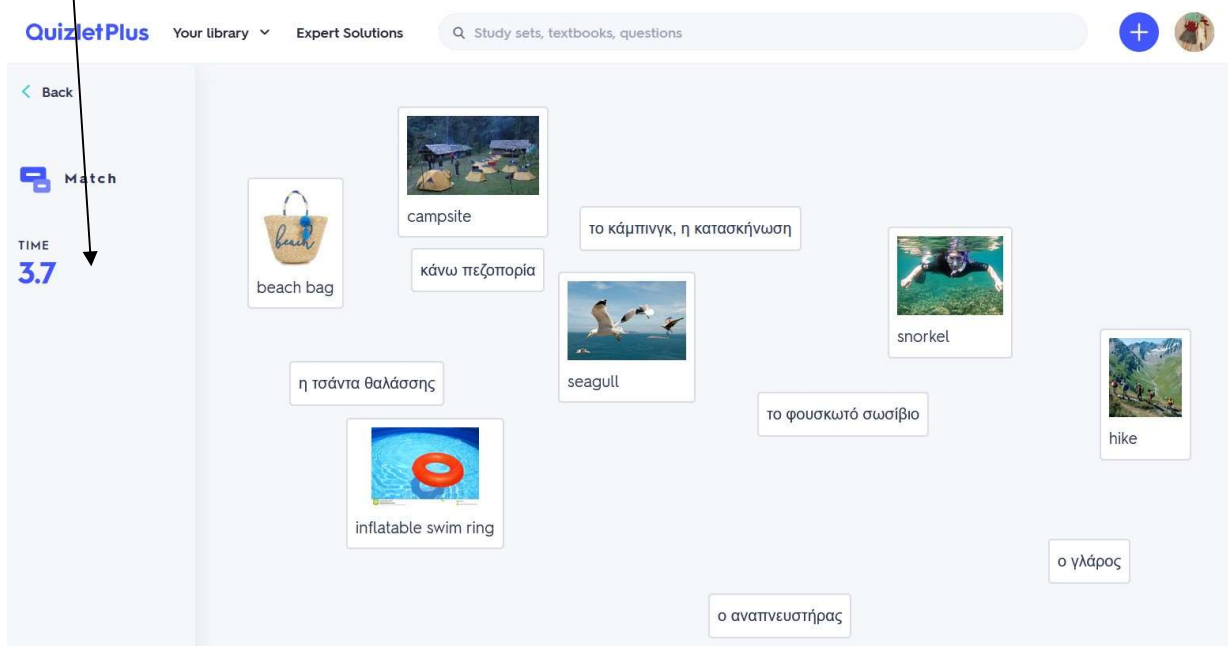 QuizletPlus Your library Expert Solutions Study sets, textbooks, questions
Back
Match
TIME
3.7
campsite
beach
beach bag
το κάμπινγκ, η κατασκήνωση
κάνω πεζοπορία
snorkel
seagull
η τσάντα θαλάσσης
το φουσκωτό σωσίβιο
hike
inflatable swim ring
ο γλάρος
ο αναπνευστήρας